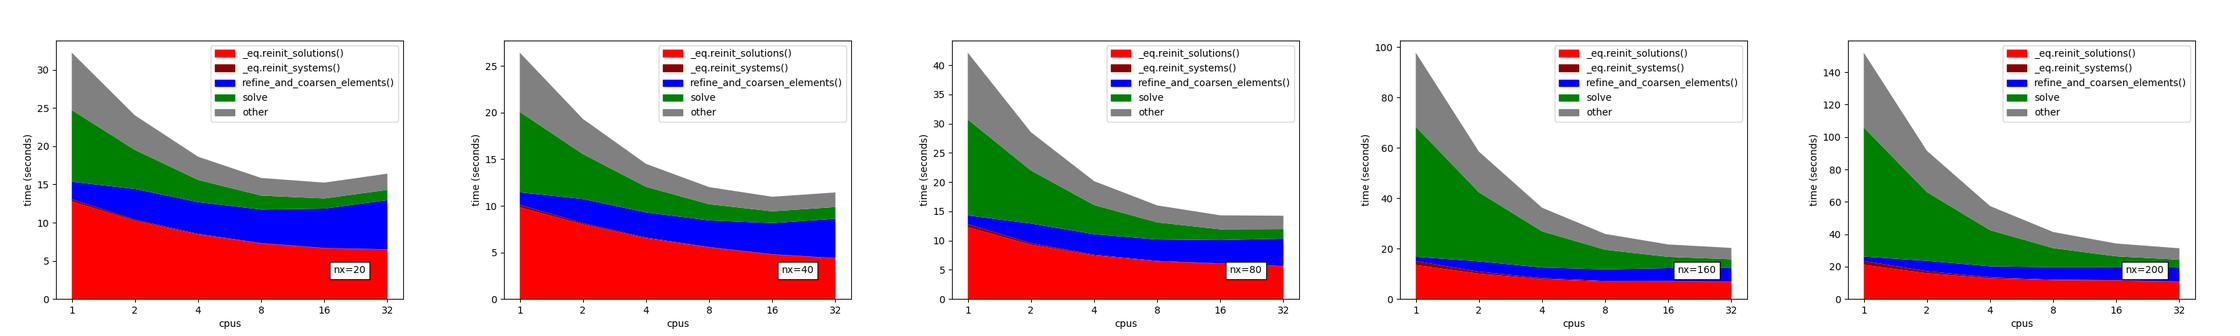 _eq.reinit_solutions()
_eq.reinit_systems()
refine_and_coarsen_elements()
solve
other
time (seconds)
30
25
20
15
10
5
0
nx=20
1 2 4 8 16 32
cpus
_eq.reinit_solutions()
_eq.reinit_systems()
refine_and_coarsen_elements()
solve
other
time (seconds)
25
20
15
10
5
0
nx=40
1 2 4 8 16 32
cpus
_eq.reinit_solutions()
_eq.reinit_systems()
refine_and_coarsen_elements()
solve
other
time (seconds)
40
35
30
25
20
15
10
5
0
nx=80
1 2 4 8 16 32
cpus
_eq.reinit_solutions()
_eq.reinit_systems()
refine_and_coarsen_elements()
solve
other
time (seconds)
100
80
60
40
20
0
nx=160
1 2 4 8 16 32
cpus
_eq.reinit_solutions()
_eq.reinit_systems()
refine_and_coarsen_elements()
solve
other
time (seconds)
140
120
100
80
60
40
20
0
nx=200
1 2 4 8 16 32
cpus